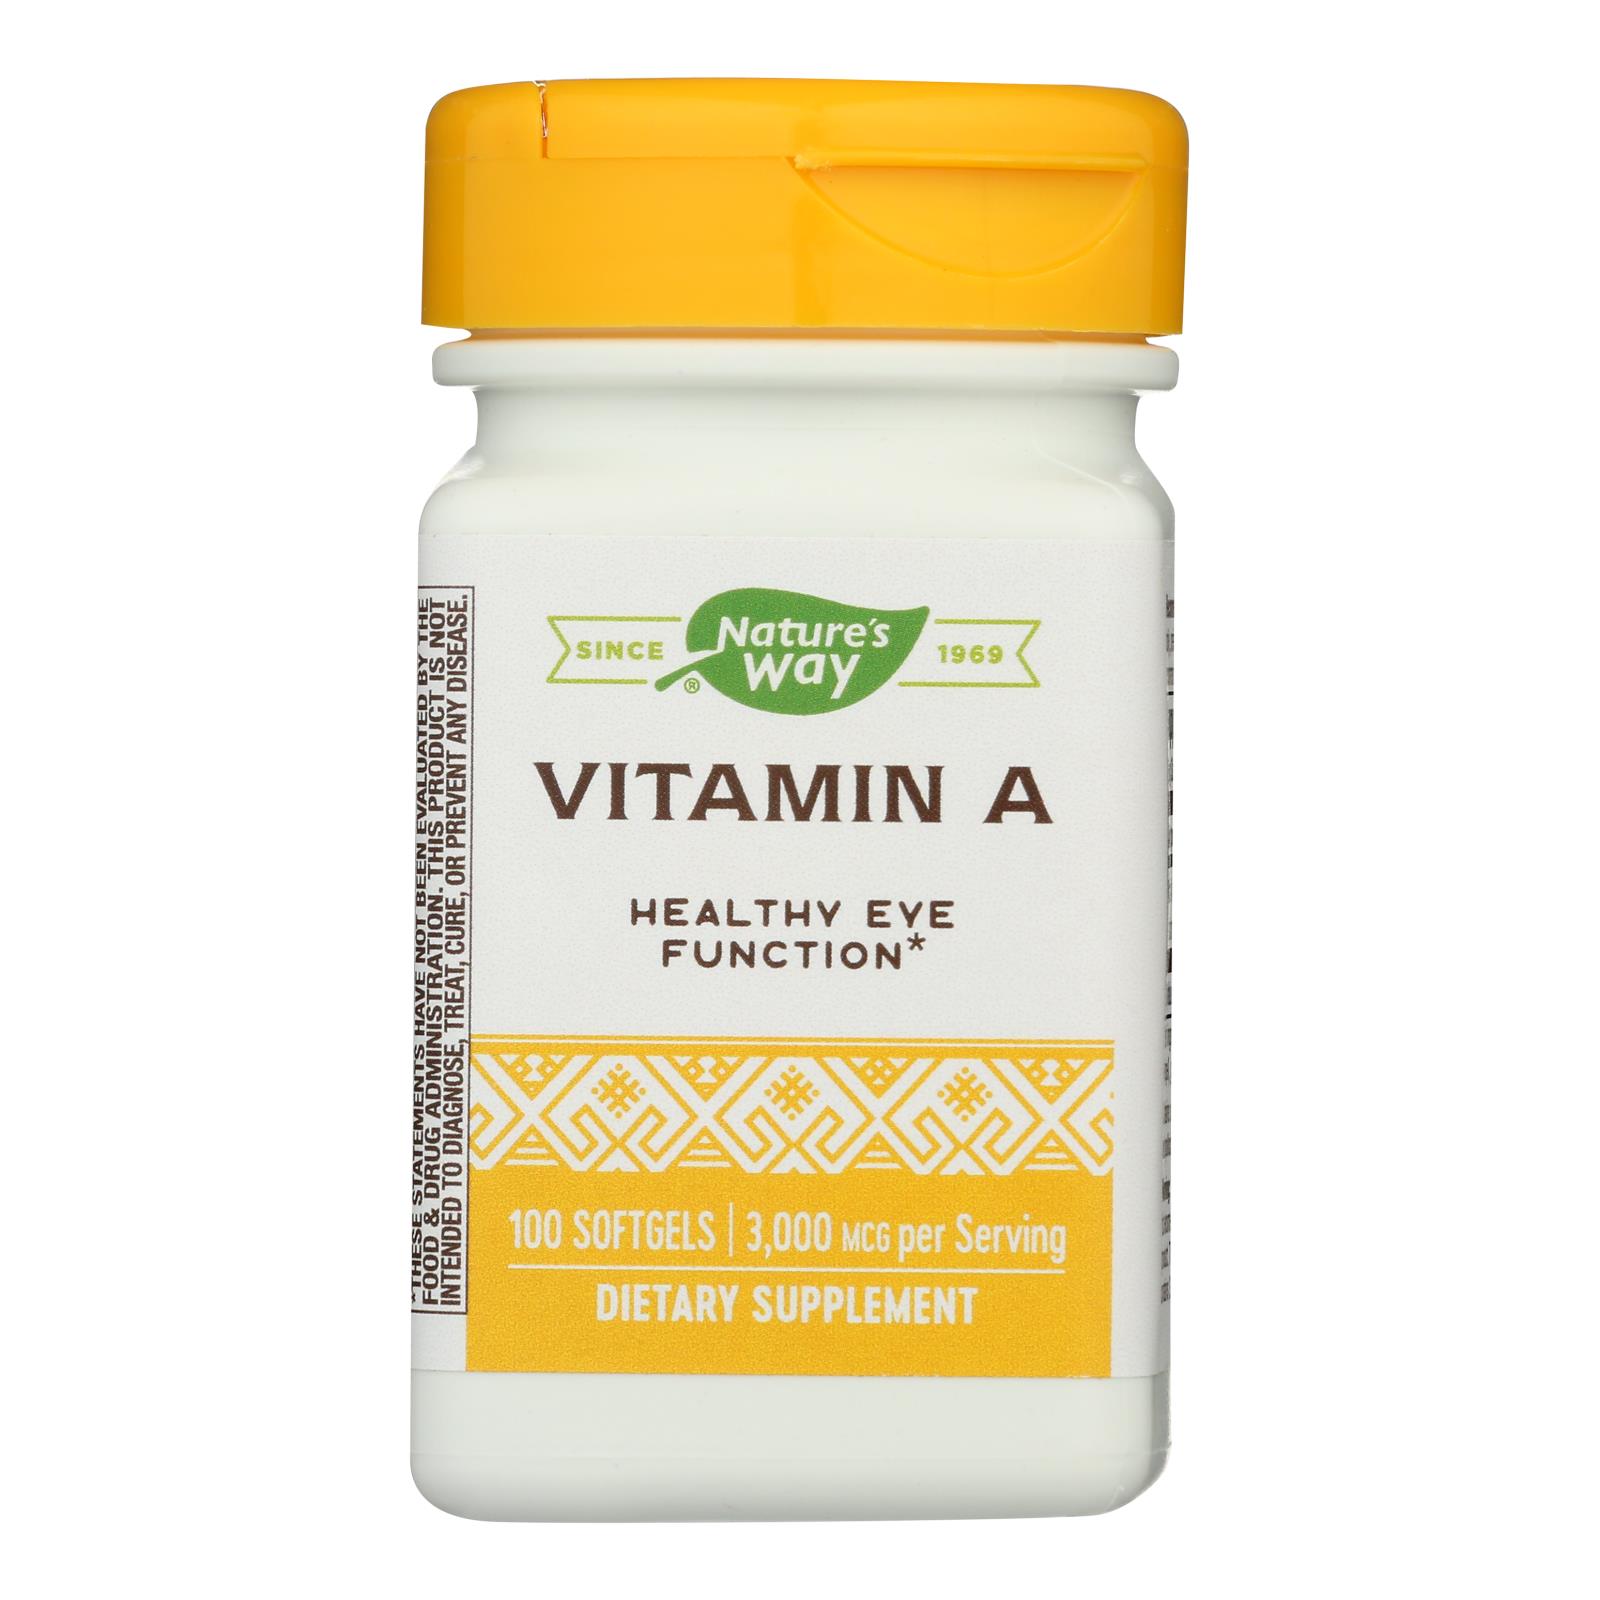 SINCE Nature's Way® 1969
VITAMIN A
HEALTHY EYE
FUNCTION*
100 SOFTGELS | 3,000 MCG per Serving
DIETARY SUPPLEMENT
*THESE STATEMENTS HAVE NOT BEEN EVALUATED BY THE
FOOD & DRUG ADMINISTRATION. THIS PRODUCT IS NOT
INTENDED TO DIAGNOSE, TREAT, CURE, OR PREVENT ANY DISEASE.